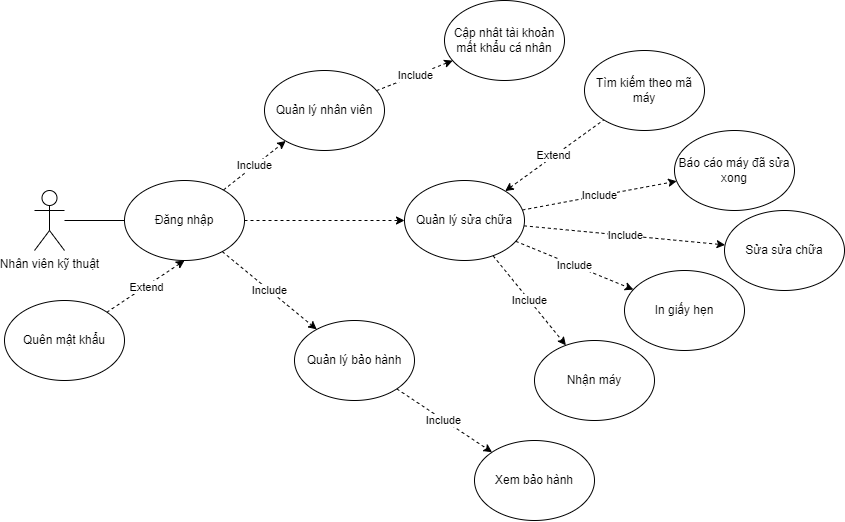 Cập nhât tài khoản
mất khẩu cá nhân
Include
Tìm kiếm theo mã
máy
Quản lý nhân viên
Extend
Include
Báo cáo máy đã sửa
xong
Include
Đăng nhập
Quản lý sửa chữa
Include
Sửa sửa chữa
Nhân viên kỹ thuật
Extend
Include
Include
Include
In giấy hẹn
Quên mật khẩu
Quản lý bảo hành
Nhận máy
Include
Xem bảo hành